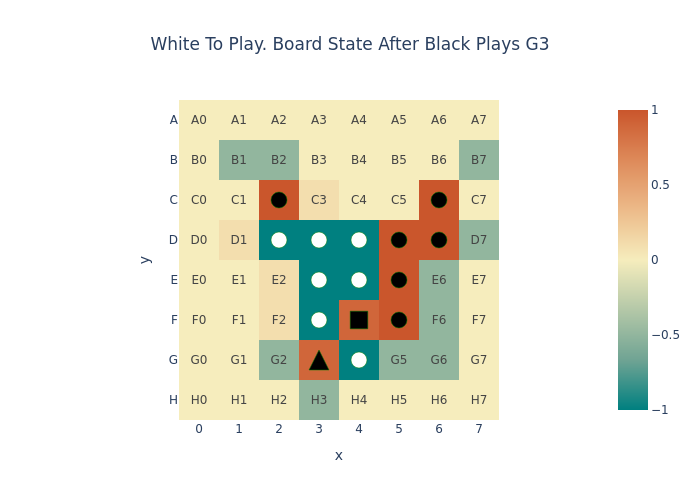 White To Play. Board State After Black Plays G3
A A0 A1 A2 A3 A4 A5 A6 A7
B B0 B1 B2 B3 B4 B5 B6 B7
C C0 C1 C3 C4 C5 C7
D D0 D1 D7
E E0 E1 E2 E6 E7
F F0 F1 F2 F6 F7
G G0 G1 G2 G5 G6 G7
H H0 H1 H2 H3 H4 H5 H6 H7
0 1 2 3 4 5 6 7
x
y
1
0.5
0
−0.5
−1